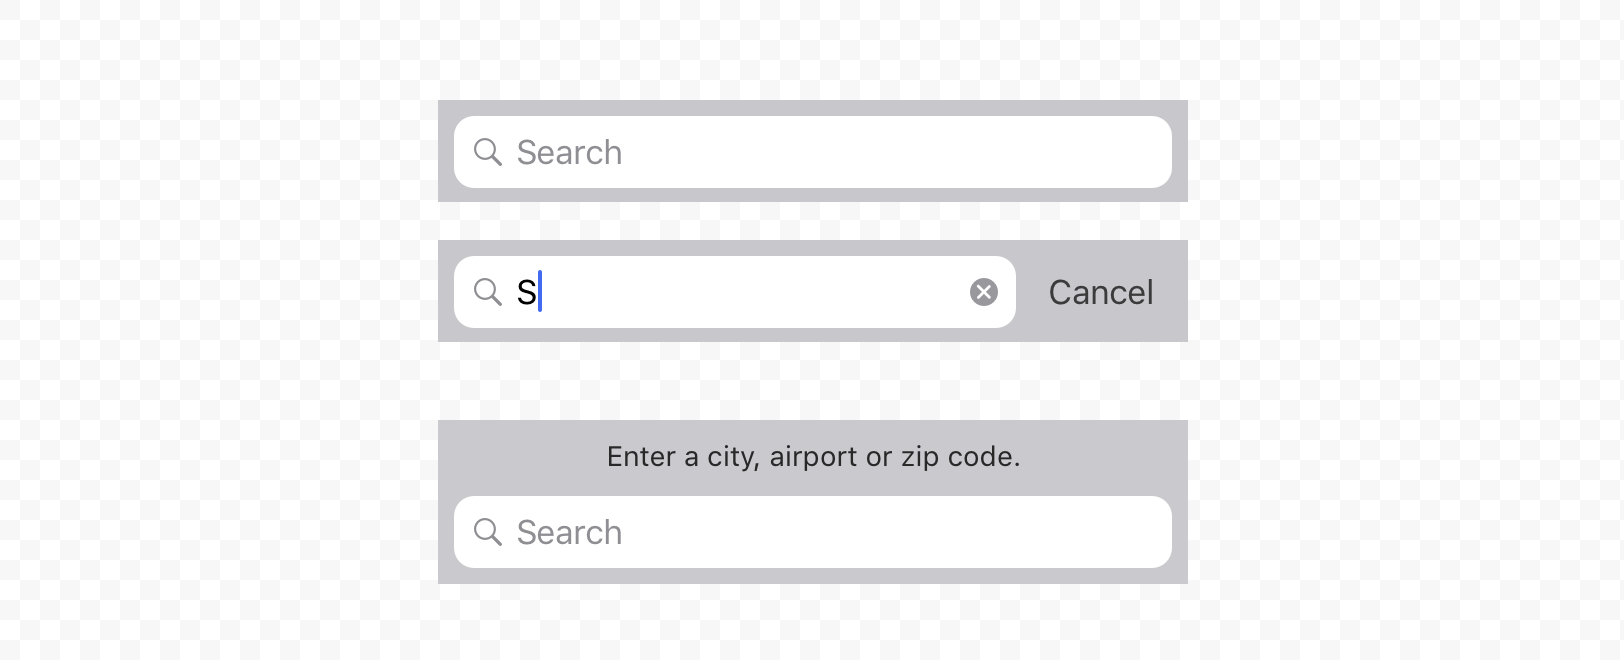 Search
S
Cancel
Enter a city, airport or zip code.
Search